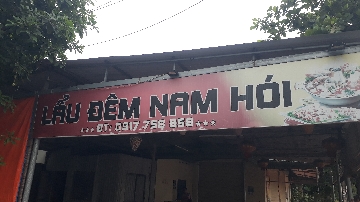 LẨU ĐÊM NAM HÓI
*** ĐT: 0917 756 868 ***